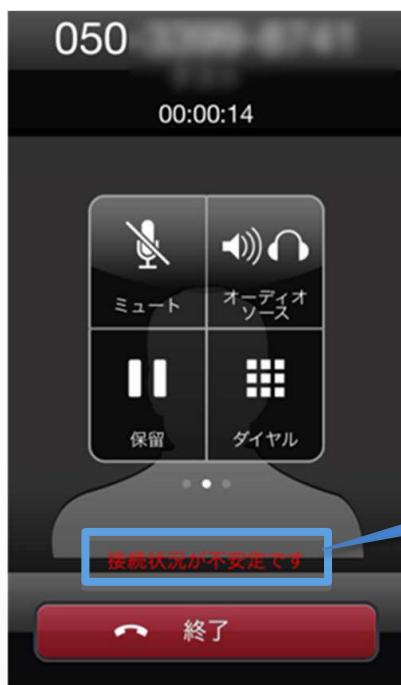 050
00:00:14
ミュート
オーディオ
ソース
保留
ダイヤル
接続状況が不安定です
終了